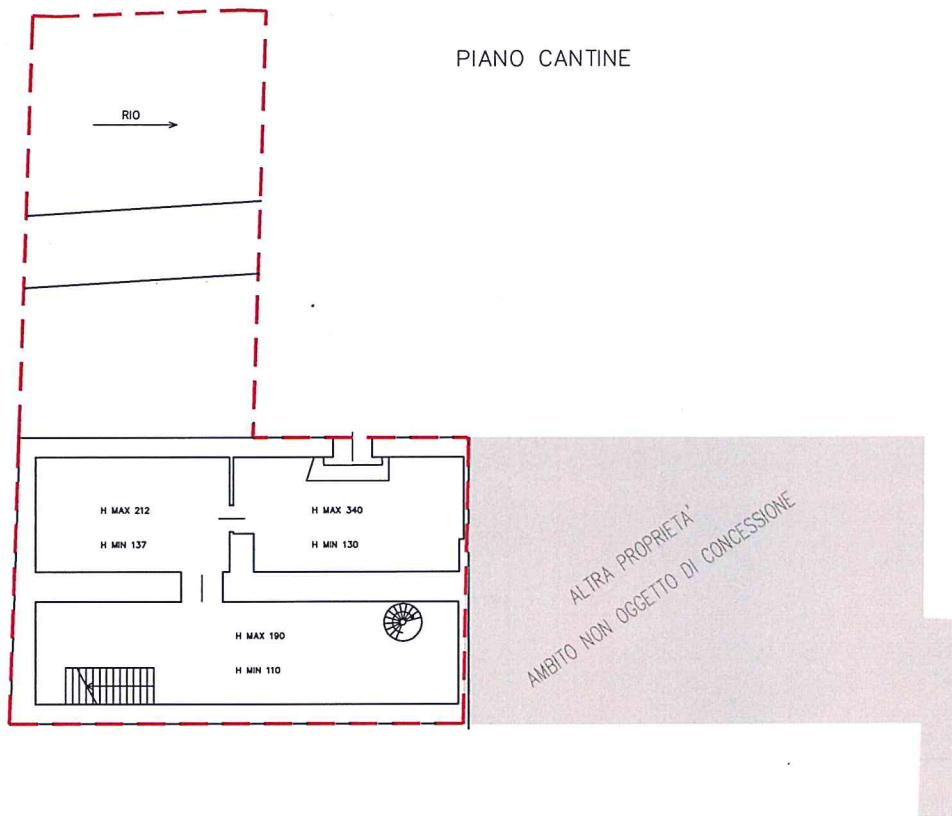 PIANO CANTINE
RIO
H MAX 212
H MIN 137
H MAX 340
H MIN 130
H MAX 190
H MIN 110
ALTRA PROPRIETA'
AMBITO NON OGGETTO DI CONCESSIONE